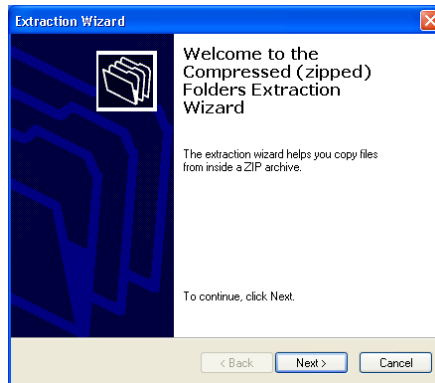 Extraction Wizard
Welcome to the
Compressed (zipped)
Folders Extraction
Wizard
The extraction wizard helps you copy files
from inside a ZIP archive.
To continue, click Next.
< Back
Next >
Cancel